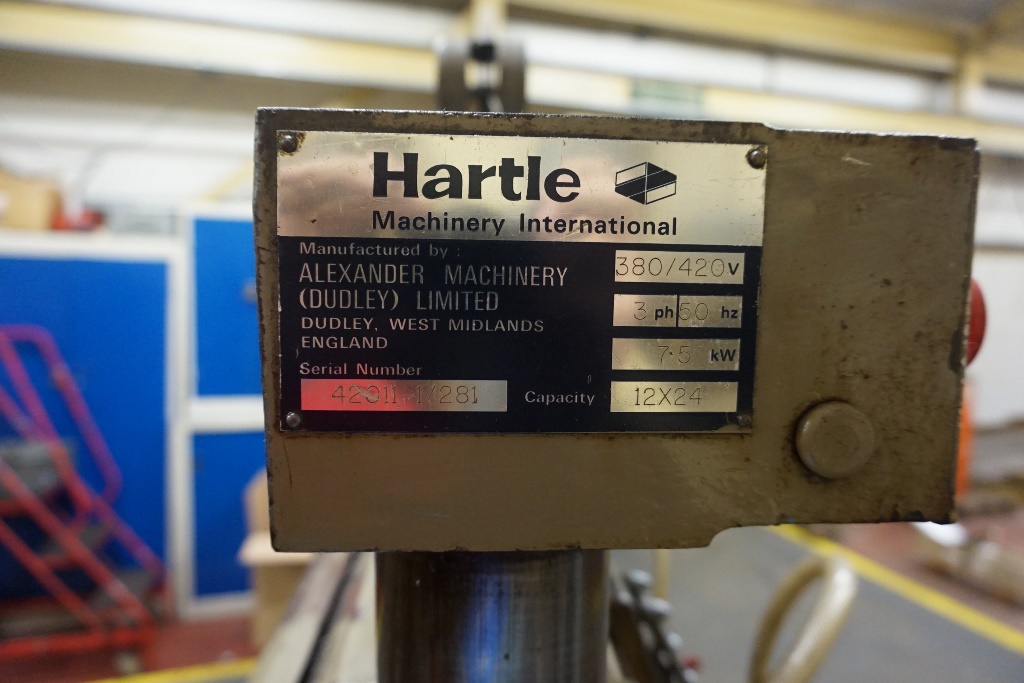 Hartle
Machinery International
Manufactured by :
ALEXANDER MACHINERY
(DUDLEY) LIMITED
DUDLEY, WEST MIDLANDS
ENGLAND
Serial Number
Capacity
380/420 v
3 ph 50 hz
7·5 kW
12X24